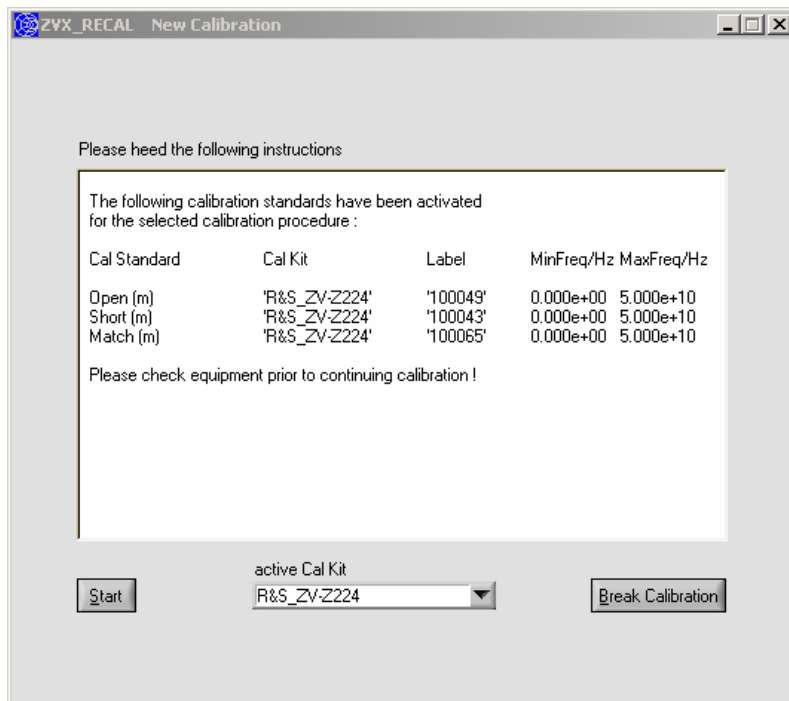 ZVX_RECAL New Calibration
Please heed the following instructions
The following calibration standards have been activated
for the selected calibration procedure :
Cal Standard Cal Kit Label MinFreq/Hz MaxFreq/Hz
Open (m) 'R&S_ZV-Z224' '100049' 0.000e+00 5.000e+10
Short (m) 'R&S_ZV-Z224' '100043' 0.000e+00 5.000e+10
Match (m) 'R&S_ZV-Z224' '100065' 0.000e+00 5.000e+10
Please check equipment prior to continuing calibration !
active Cal Kit
Start R&S_ZV-Z224 Break Calibration